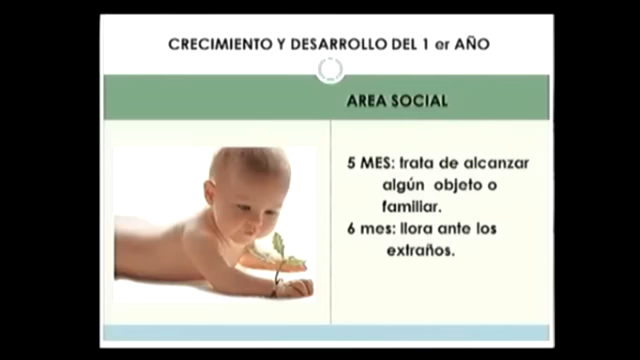 CRECIMIENTO Y DESARROLLO DEL 1 er AÑO
AREA SOCIAL
5 MES: trata de alcanzar
algún objeto o
familiar.
6 mes: llora ante los
extraños.